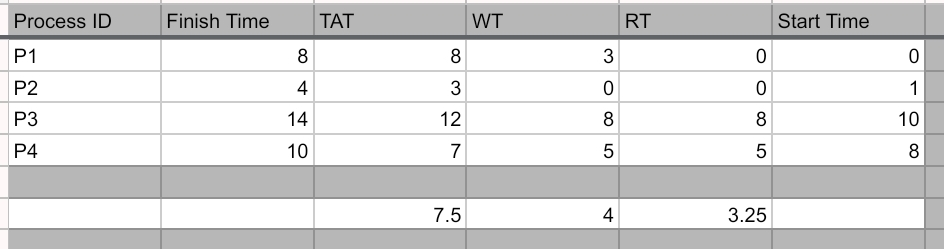 Process ID Finish Time TAT WT RT Start Time
P1 8 8 3 0 0
P2 4 3 0 0 1
P3 14 12 8 8 10
P4 10 7 5 5 8
7.5 4 3.25